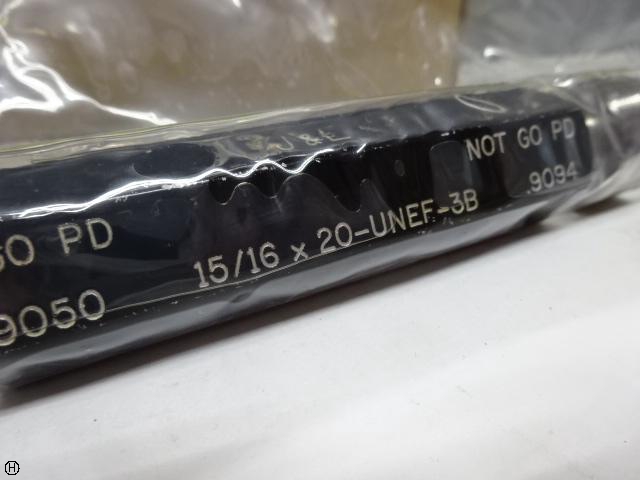 J&E
GO PD
.9050
15/16 x 20-UNEF-3B
NOT GO PD
.9094
H